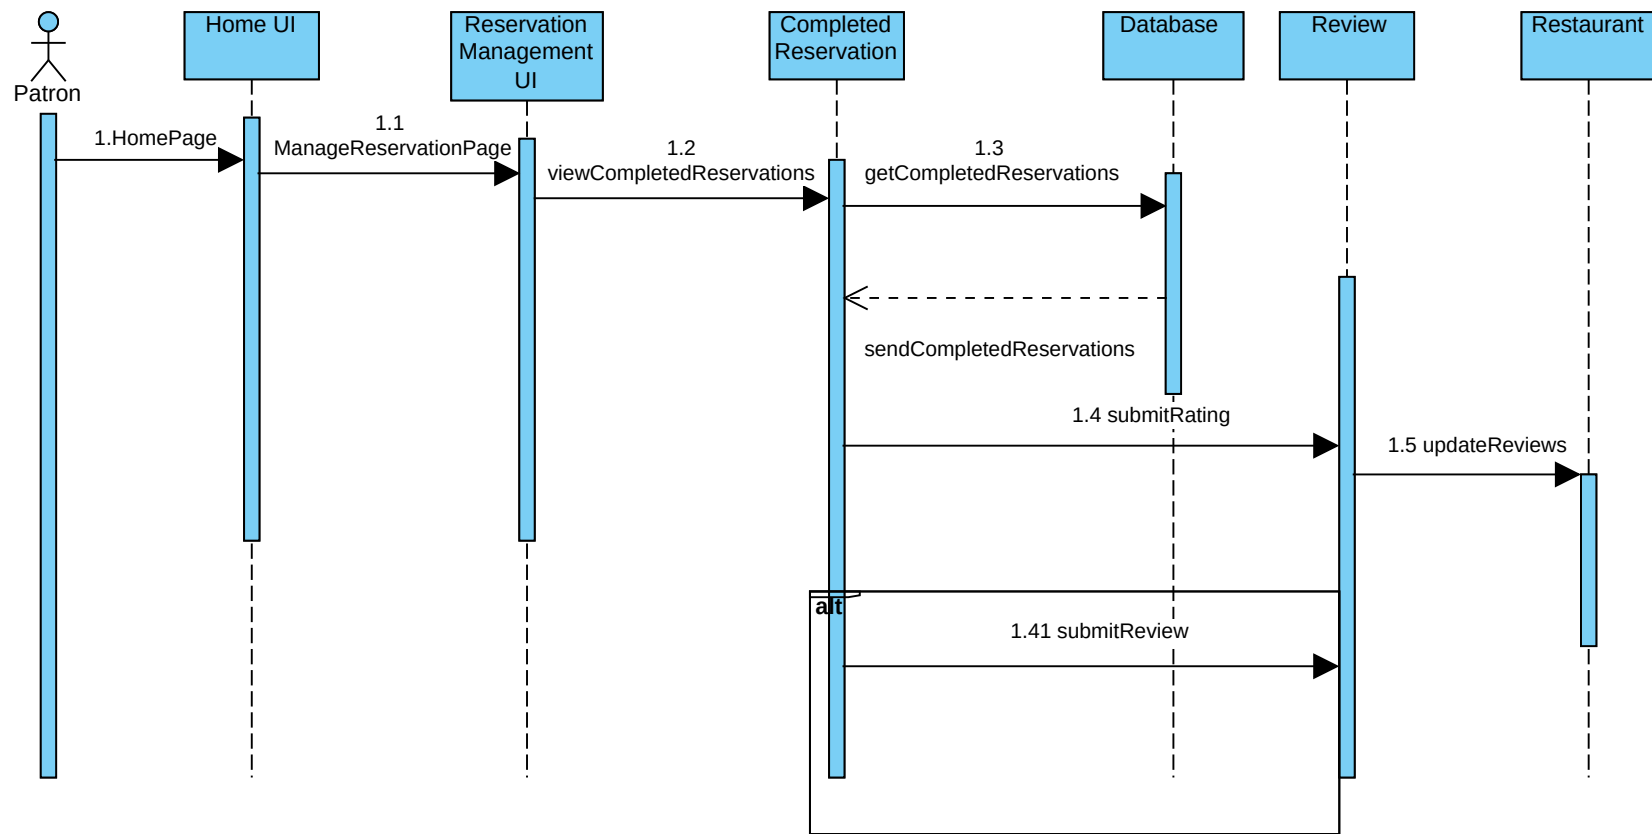 Patron
Home UI
Reservation
Management
UI
Completed
Reservation
Database
Review
Restaurant
1.HomePage
1.1
ManageReservationPage
1.2
viewCompletedReservations
1.3
getCompletedReservations
sendCompletedReservations
1.4 submitRating
1.5 updateReviews
alt
1.41 submitReview